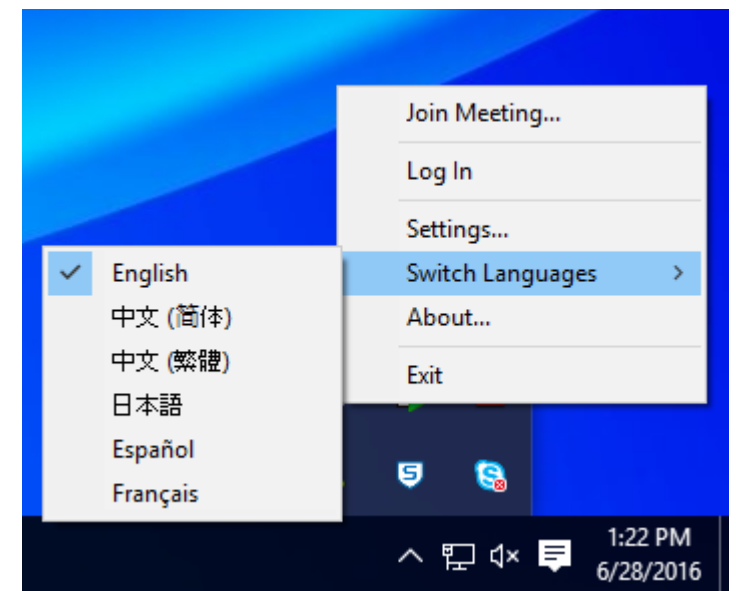 Join Meeting...
Log In
Settings...
Switch Languages
About...
Exit
English
中文 (简体)
中文 (繁體)
日本語
Español
Français
1:22 PM
6/28/2016